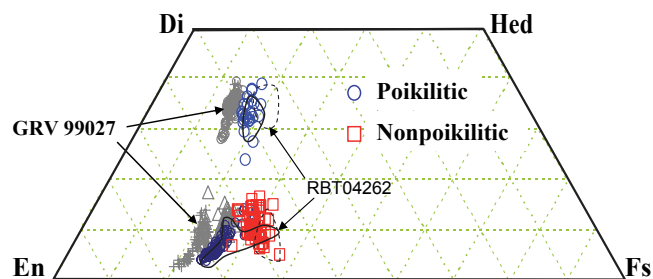 Di
Hed
Poikilitic
GRV 99027
Nonpoikilitic
RBT04262
En
Fs